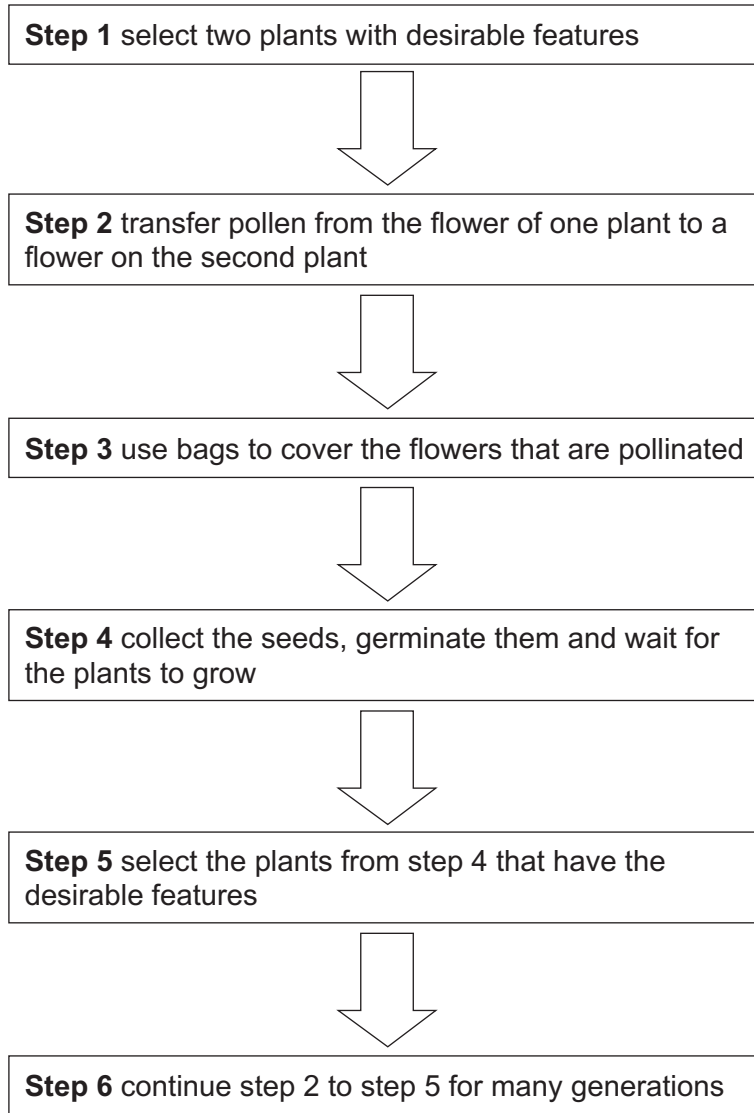 Step 1 select two plants with desirable features
Step 2 transfer pollen from the flower of one plant to a
flower on the second plant
Step 3 use bags to cover the flowers that are pollinated
Step 4 collect the seeds, germinate them and wait for
the plants to grow
Step 5 select the plants from step 4 that have the
desirable features
Step 6 continue step 2 to step 5 for many generations